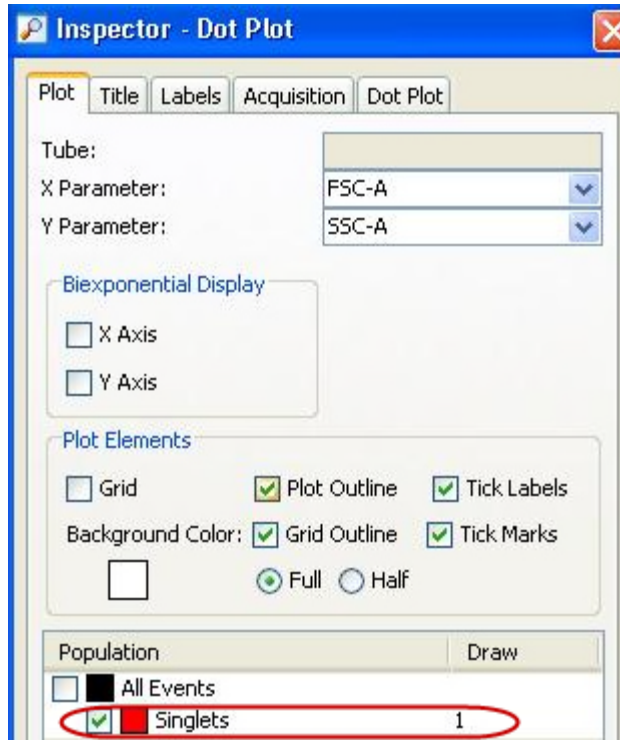 Inspector - Dot Plot
Plot Title Labels Acquisition Dot Plot
Tube:
X Parameter: FSC-A
Y Parameter: SSC-A
Biexponential Display
X Axis
Y Axis
Plot Elements
Grid Plot Outline Tick Labels
Background Color: Grid Outline Tick Marks
Full Half
Population Draw
All Events
Singlets 1